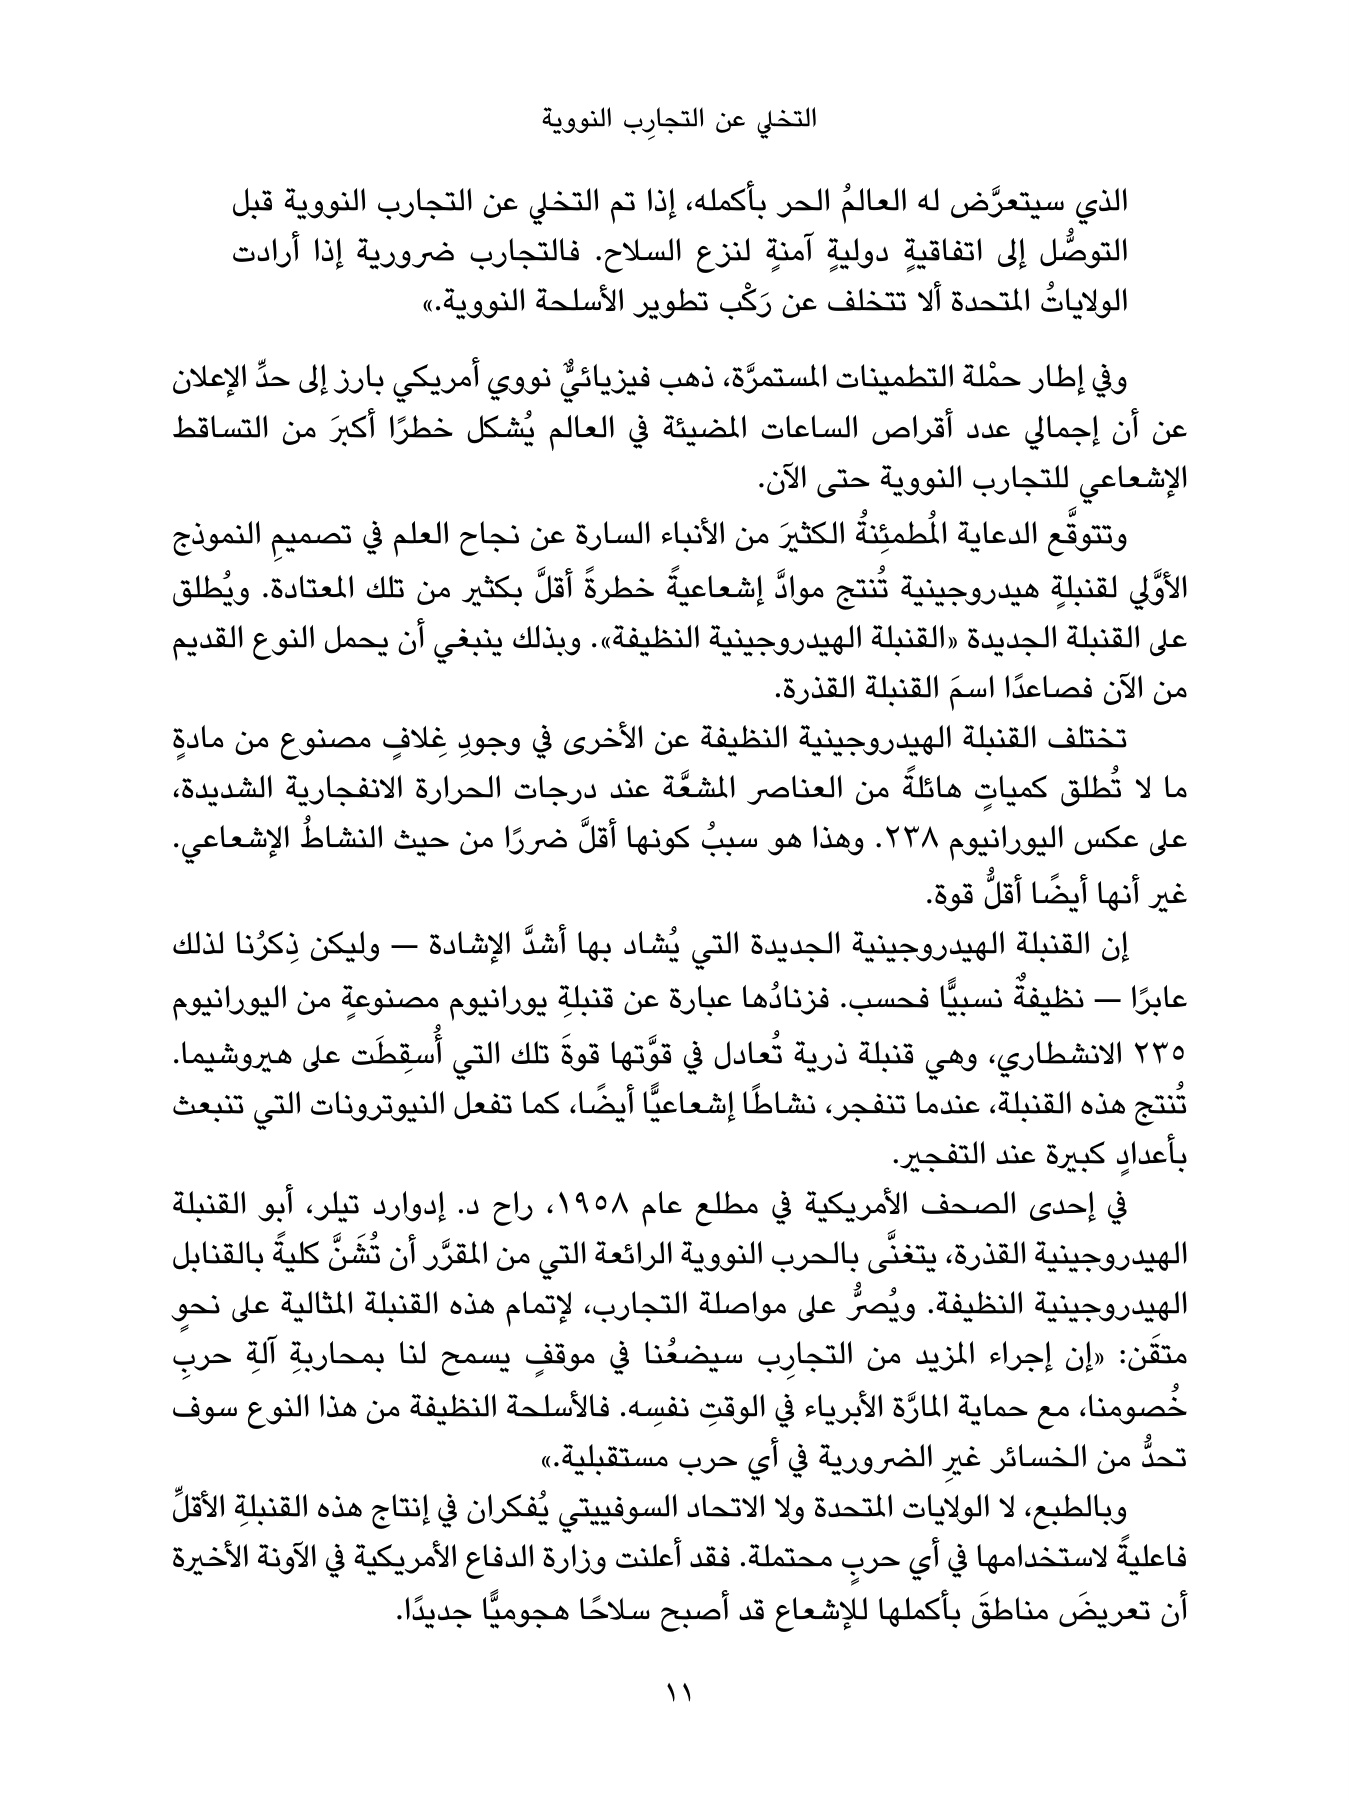 التخلي عن التجارِب النووية
الذي سيتعرَّض له العالمُ الحر بأكمله، إذا تم التخلي عن التجارب النووية قبل
التوصُّل إلى اتفاقيةٍ دوليةٍ آمنةٍ لنزع السلاح. فالتجارب ضرورية إذا أرادت
الولاياتُ المتحدة ألا تتخلف عن رَكْب تطوير الأسلحة النووية.»
وفي إطار حمْلة التطمينات المستمرَّة، ذهب فيزيائيٌّ نووي أمريكي بارز إلى حدِّ الإعلان
عن أن إجمالي عدد أقراص الساعات المضيئة في العالم يُشكل خطرًا أكبرَ من التساقط
الإشعاعي للتجارب النووية حتى الآن.
وتتوقَّع الدعاية المُطمئِنةُ الكثيرَ من الأنباء السارة عن نجاح العلم في تصميمِ النموذج
الأوَّلي لقنبلةٍ هيدروجينية تُنتج موادَّ إشعاعيةً خطرةً أقلَّ بكثير من تلك المعتادة. ويُطلق
على القنبلة الجديدة «القنبلة الهيدروجينية النظيفة». وبذلك ينبغي أن يحمل النوع القديم
من الآن فصاعدًا اسمَ القنبلة القذرة.
تختلف القنبلة الهيدروجينية النظيفة عن الأخرى في وجودِ غِلافٍ مصنوع من مادةٍ
ما لا تُطلق كمياتٍ هائلةً من العناصر المشعَّة عند درجات الحرارة الانفجارية الشديدة،
على عكس اليورانيوم ٢٣٨. وهذا هو سببُ كونها أقلَّ ضررًا من حيث النشاطُ الإشعاعي.
غير أنها أيضًا أقلُّ قوة.
إن القنبلة الهيدروجينية الجديدة التي يُشاد بها أشدَّ الإشادة — وليكن ذِكرُنا لذلك
عابرًا — نظيفةٌ نسبيًّا فحسب. فزنادُها عبارة عن قنبلةِ يورانيوم مصنوعةٍ من اليورانيوم
٢٣٥ الانشطاري، وهي قنبلة ذرية تُعادل في قوَّتها قوةَ تلك التي أُسقِطَت على هيروشيما.
تُنتج هذه القنبلة، عندما تنفجر، نشاطًا إشعاعيًّا أيضًا، كما تفعل النيوترونات التي تنبعث
بأعدادٍ كبيرة عند التفجير.
في إحدى الصحف الأمريكية في مطلع عام ١٩٥٨، راح د. إدوارد تيلر، أبو القنبلة
الهيدروجينية القذرة، يتغنَّى بالحرب النووية الرائعة التي من المقرَّر أن تُشَنَّ كليةً بالقنابل
الهيدروجينية النظيفة. ويُصرُّ على مواصلة التجارب، لإتمام هذه القنبلة المثالية على نحوٍ
متقَن: «إن إجراء المزيد من التجارِب سيضعُنا في موقفٍ يسمح لنا بمحاربةِ آلةِ حربِ
خُصومنا، مع حماية المارَّة الأبرياء في الوقتِ نفسِه. فالأسلحة النظيفة من هذا النوع سوف
تحدُّ من الخسائر غيرِ الضرورية في أي حرب مستقبلية.»
وبالطبع، لا الولايات المتحدة ولا الاتحاد السوفييتي يُفكران في إنتاج هذه القنبلةِ الأقلِّ
فاعليةً لاستخدامها في أي حربٍ محتملة. فقد أعلنت وزارة الدفاع الأمريكية في الآونة الأخيرة
أن تعريضَ مناطقَ بأكملها للإشعاع قد أصبح سلاحًا هجوميًّا جديدًا.
١١